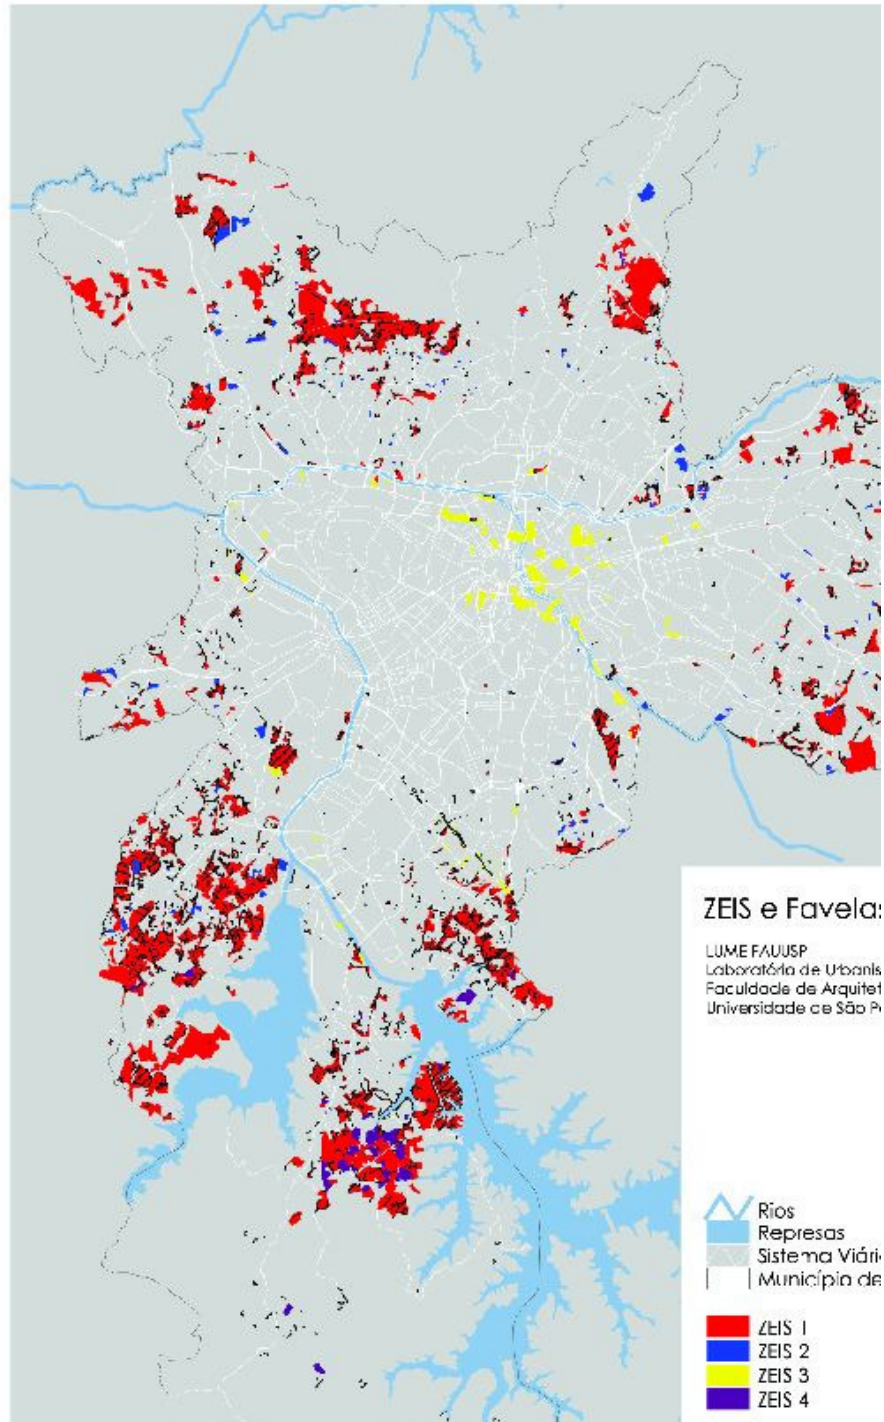 ZEIS e Favelas
LUME FAUUSP
Laboratório de Urbanis
Faculdade de Arquitet
Universidade de São P
Rios
Represas
Sistema Viári
Município de
ZEIS 1
ZEIS 2
ZEIS 3
ZEIS 4